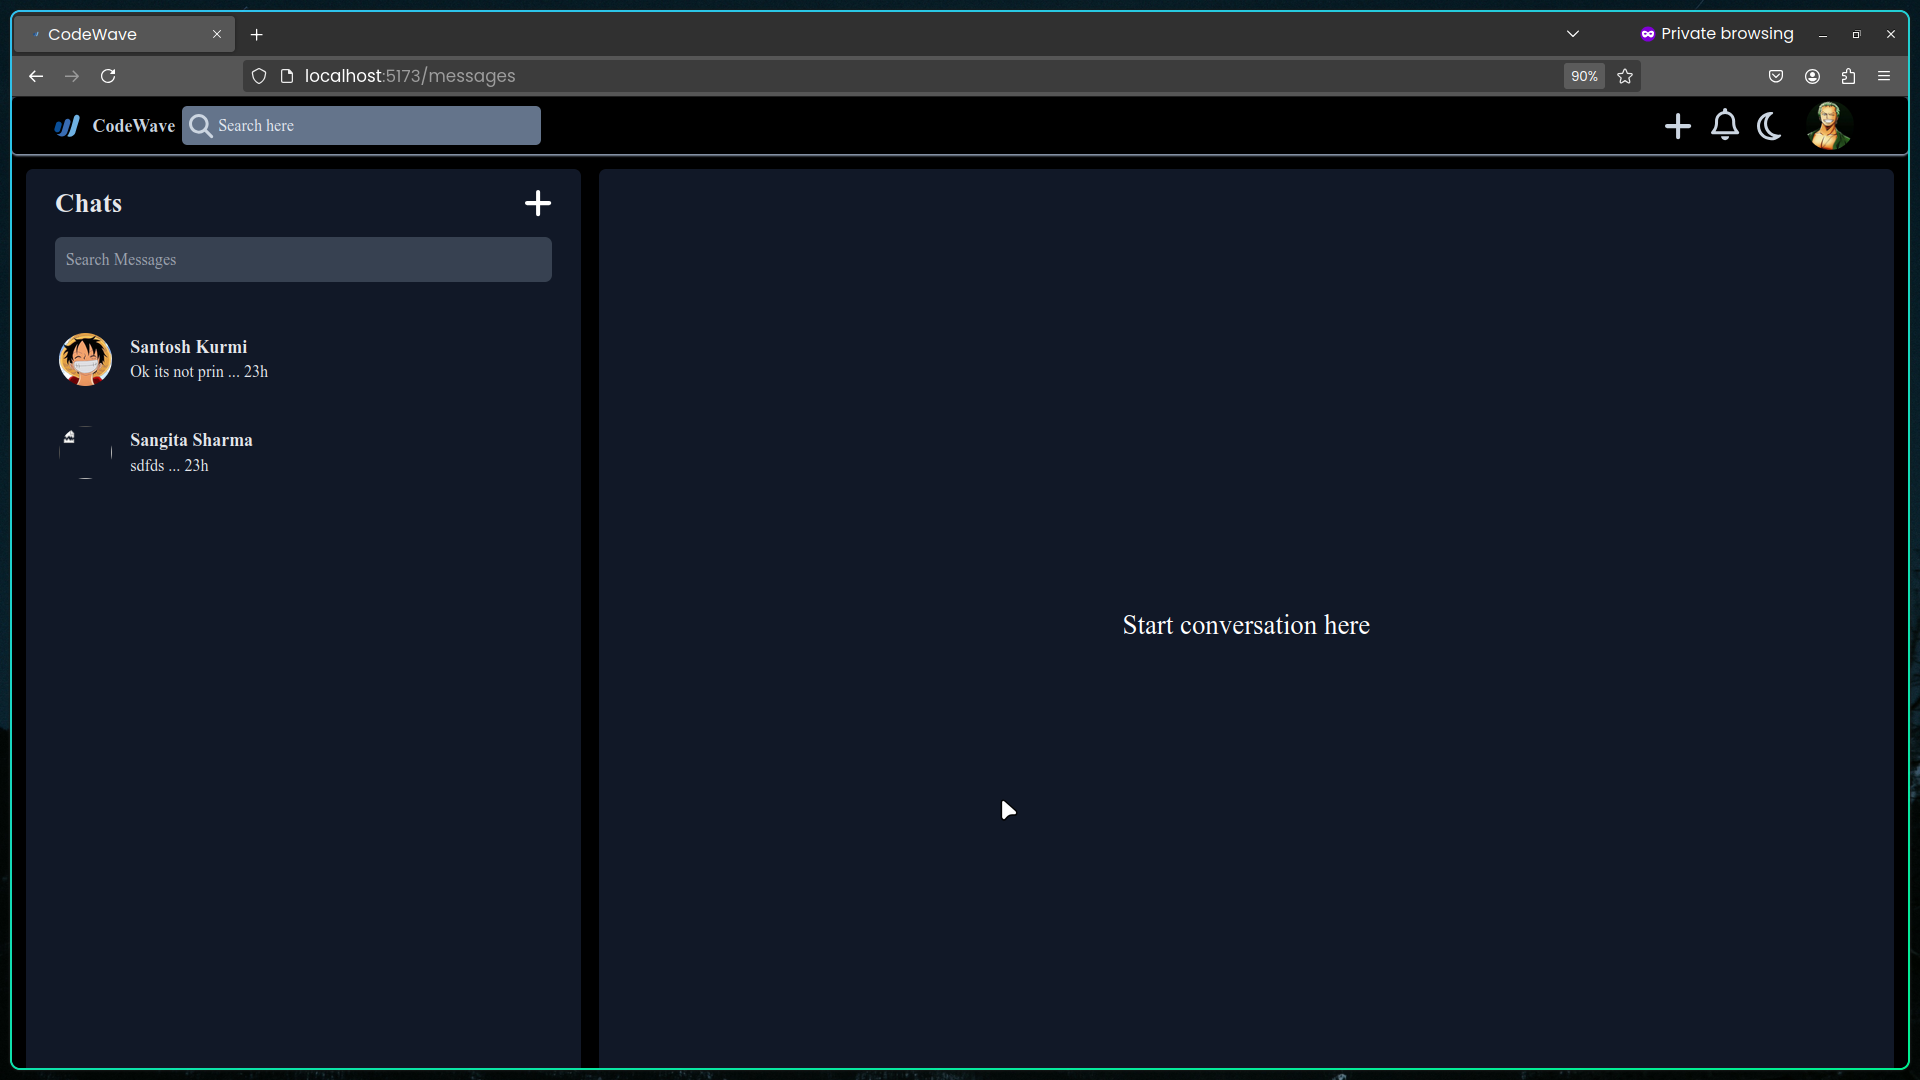 CodeWave
Private browsing
localhost:5173/messages
90%
CodeWave
Search here
Chats
Search Messages
Santosh Kurmi
Ok its not prin ... 23h
Sangita Sharma
sdfds ... 23h
Start conversation here